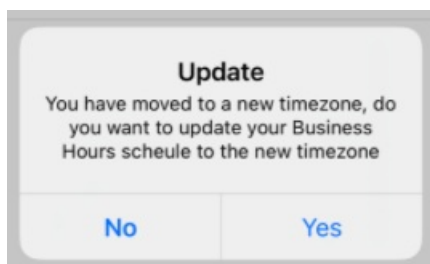 Update
You have moved to a new timezone, do
you want to update your Business
Hours scheule to the new timezone
No
Yes